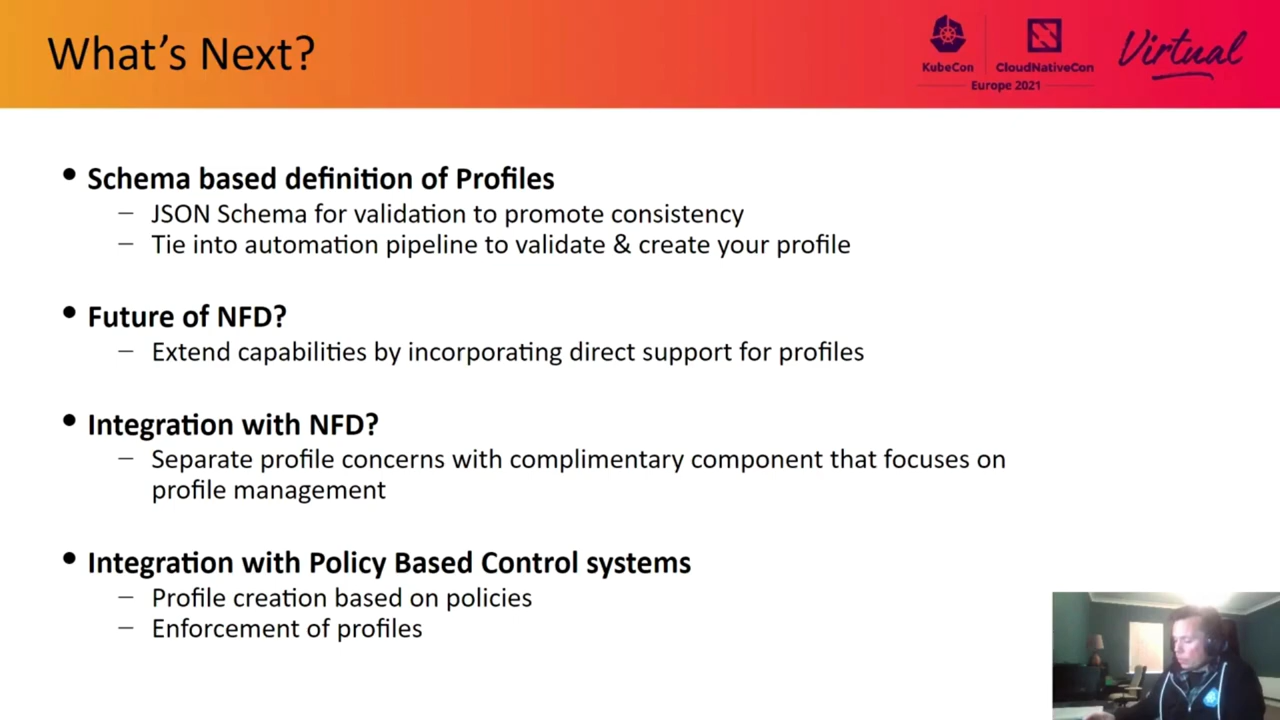 What's Next?
KubeCon
CloudNativeCon
Europe 2021
Virtual
• Schema based definition of Profiles
– JSON Schema for validation to promote consistency
– Tie into automation pipeline to validate & create your profile
• Future of NFD?
– Extend capabilities by incorporating direct support for profiles
• Integration with NFD?
– Separate profile concerns with complimentary component that focuses on
profile management
• Integration with Policy Based Control systems
– Profile creation based on policies
– Enforcement of profiles